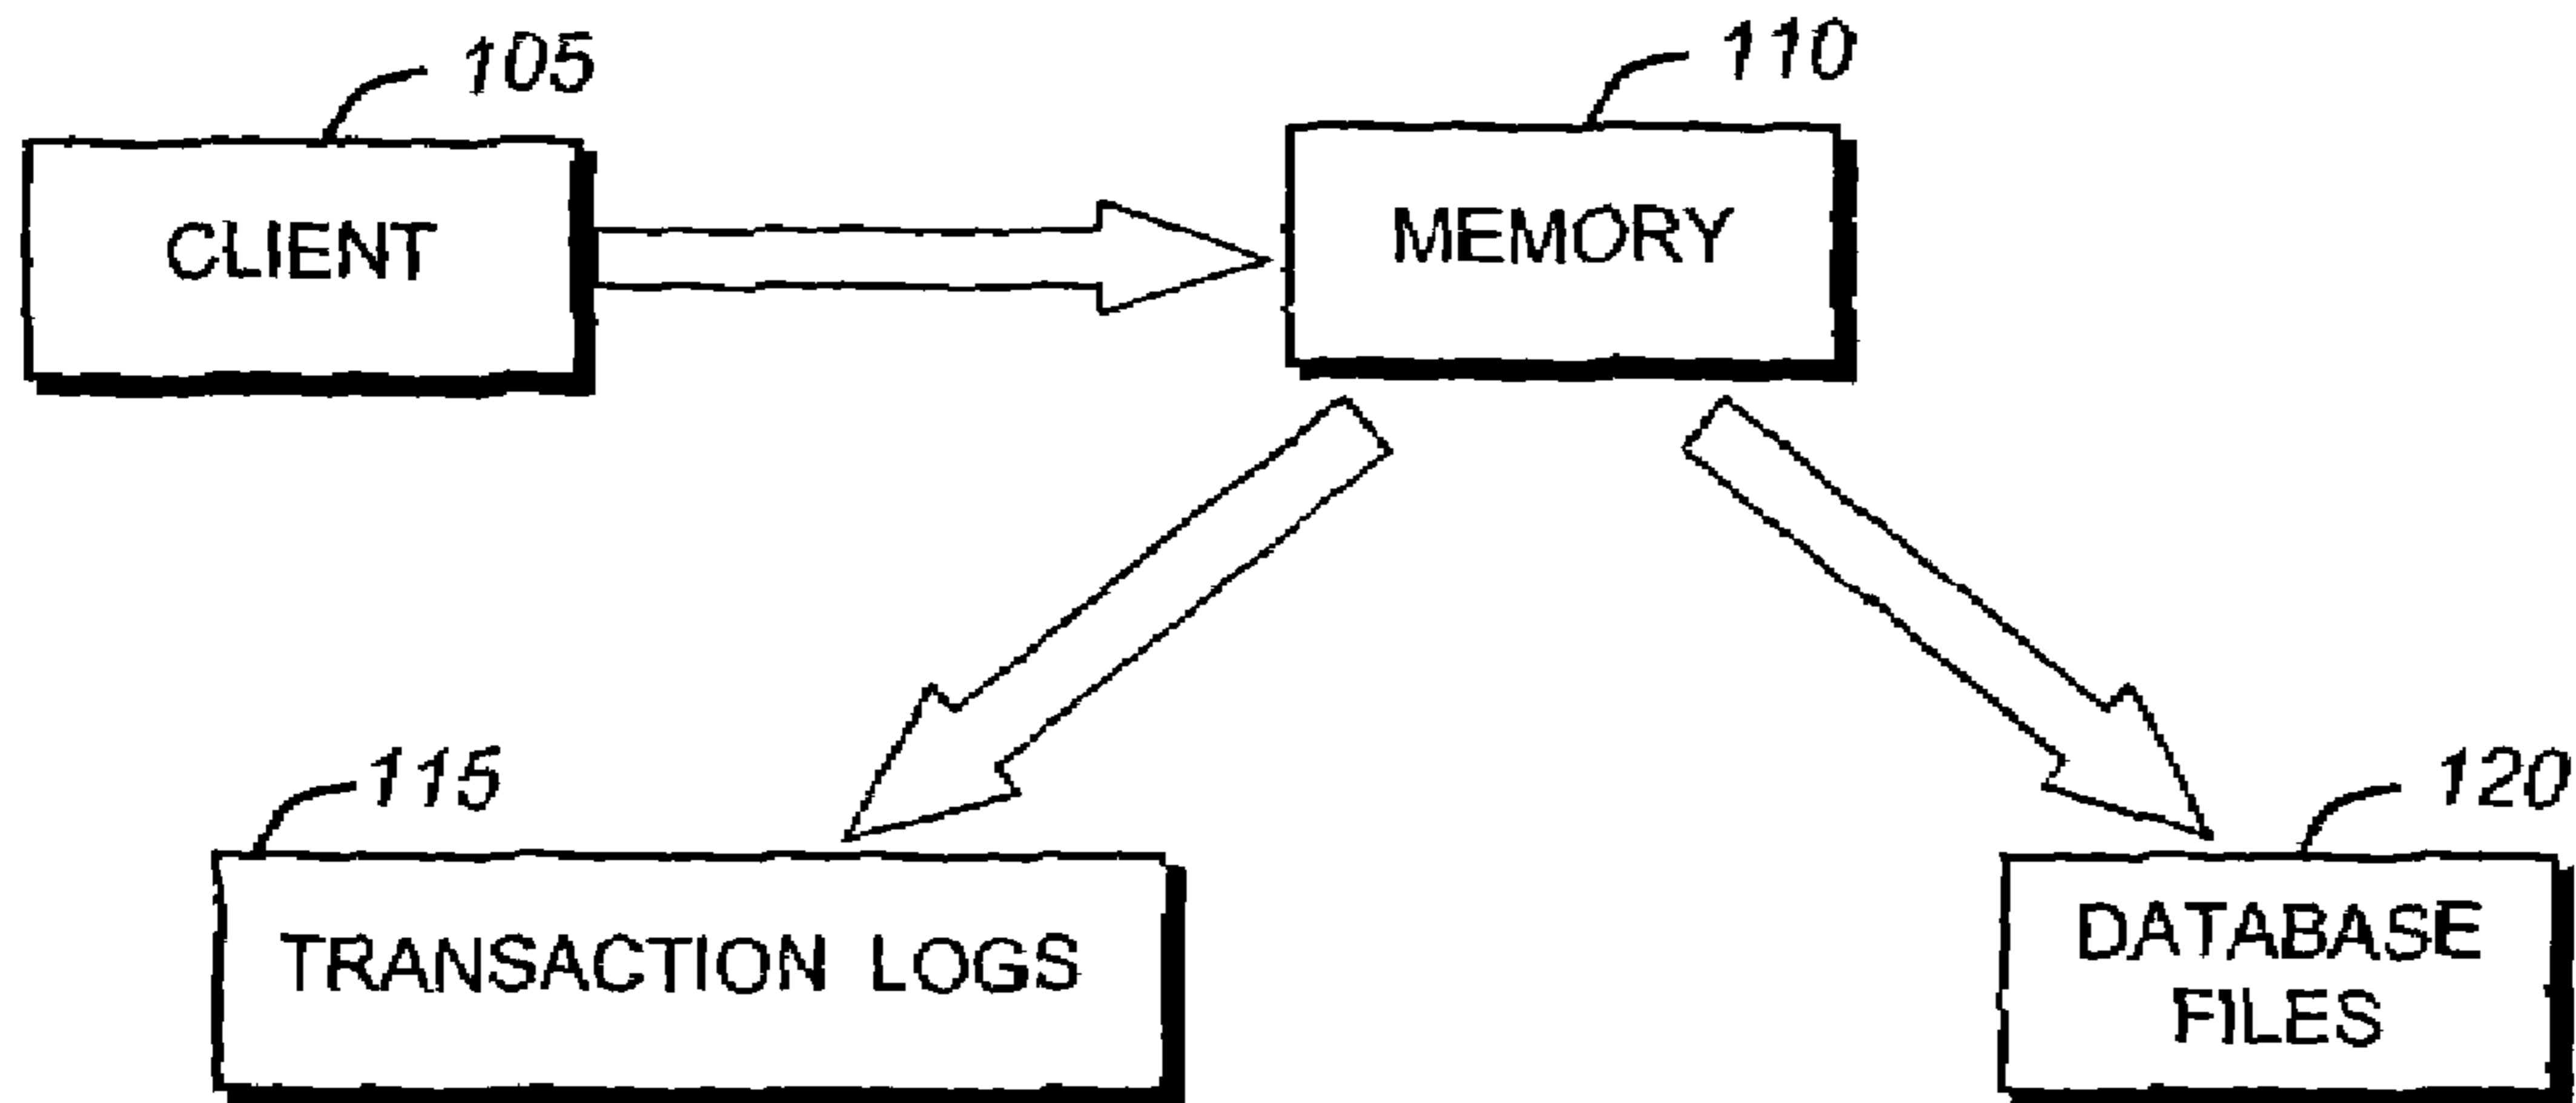 105
110
CLIENT
MEMORY
115
120
TRANSACTION LOGS
DATABASE
FILES